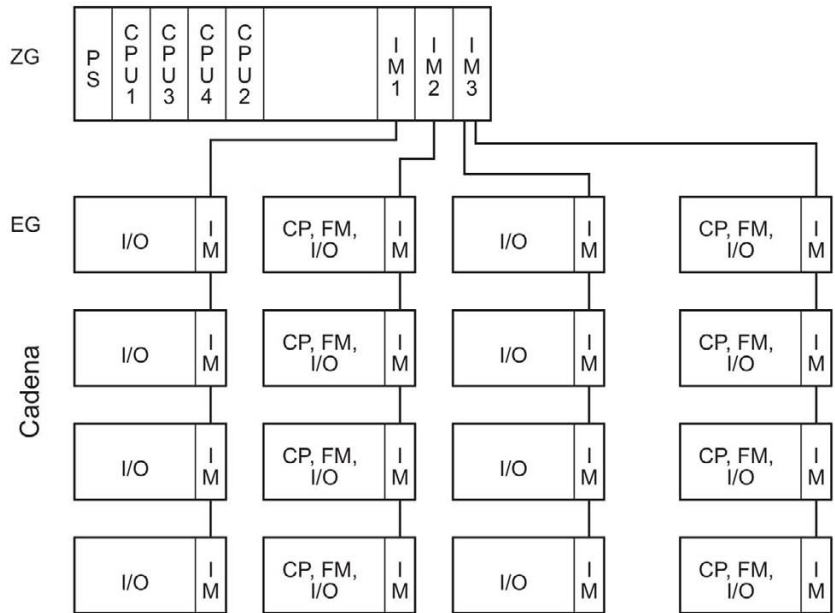 ZG
PS
CPU1
CPU3
CPU4
CPU2
IM1
IM2
IM3
EG
I/O
IM
CP, FM,
I/O
IM
I/O
IM
CP, FM,
I/O
IM
Cadena
I/O
IM
CP, FM,
I/O
IM
I/O
IM
CP, FM,
I/O
IM
I/O
IM
CP, FM,
I/O
IM
I/O
IM
CP, FM,
I/O
IM
I/O
IM
CP, FM,
I/O
IM
I/O
IM
CP, FM,
I/O
IM